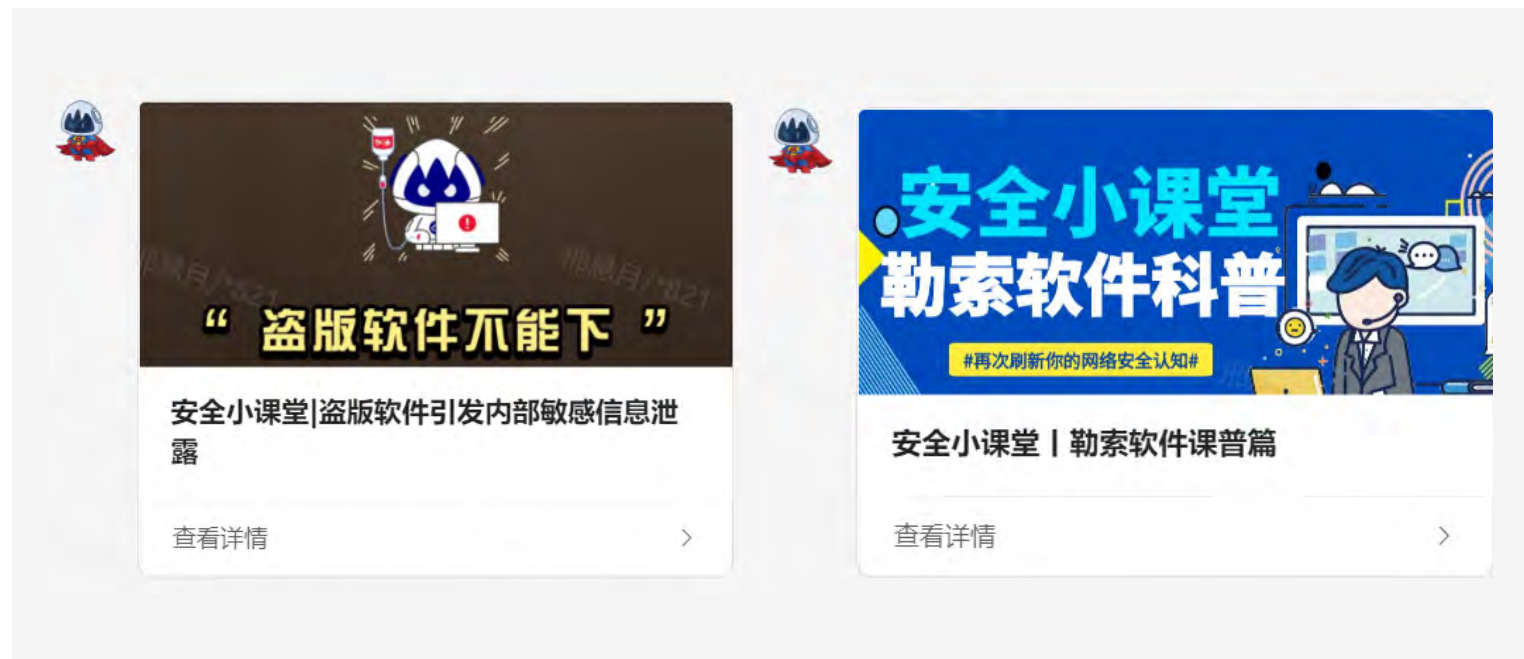 “ 盗版软件不能下 ”
安全小课堂|盗版软件引发内部敏感信息泄
露
查看详情
安全小课堂
勒索软件科普
#再次刷新你的网络安全认知#
安全小课堂丨勒索软件课普篇
查看详情